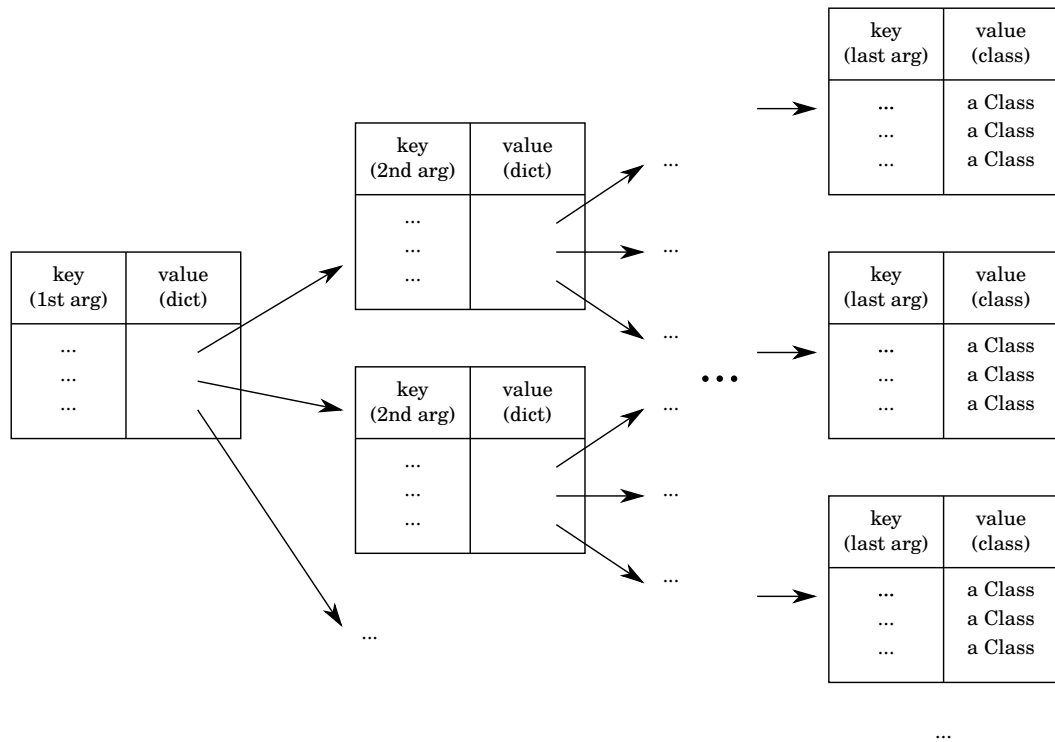 key value
(1st arg) (dict)
...
...
...
key value
(2nd arg) (dict)
...
...
...
key value
(2nd arg) (dict)
...
...
...
...
...
...
...
...
...
...
...
...
key value
(last arg) (class)
... a Class
... a Class
... a Class
key value
(last arg) (class)
... a Class
... a Class
... a Class
key value
(last arg) (class)
... a Class
... a Class
... a Class
...